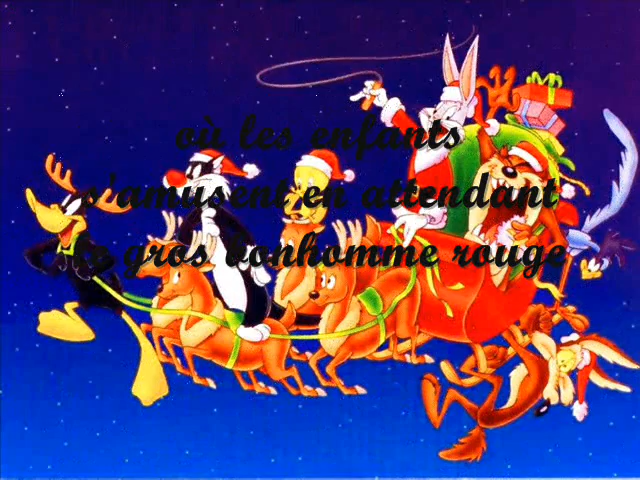 où les enfants
s'amusent en attendant
le gros bonhomme rouge